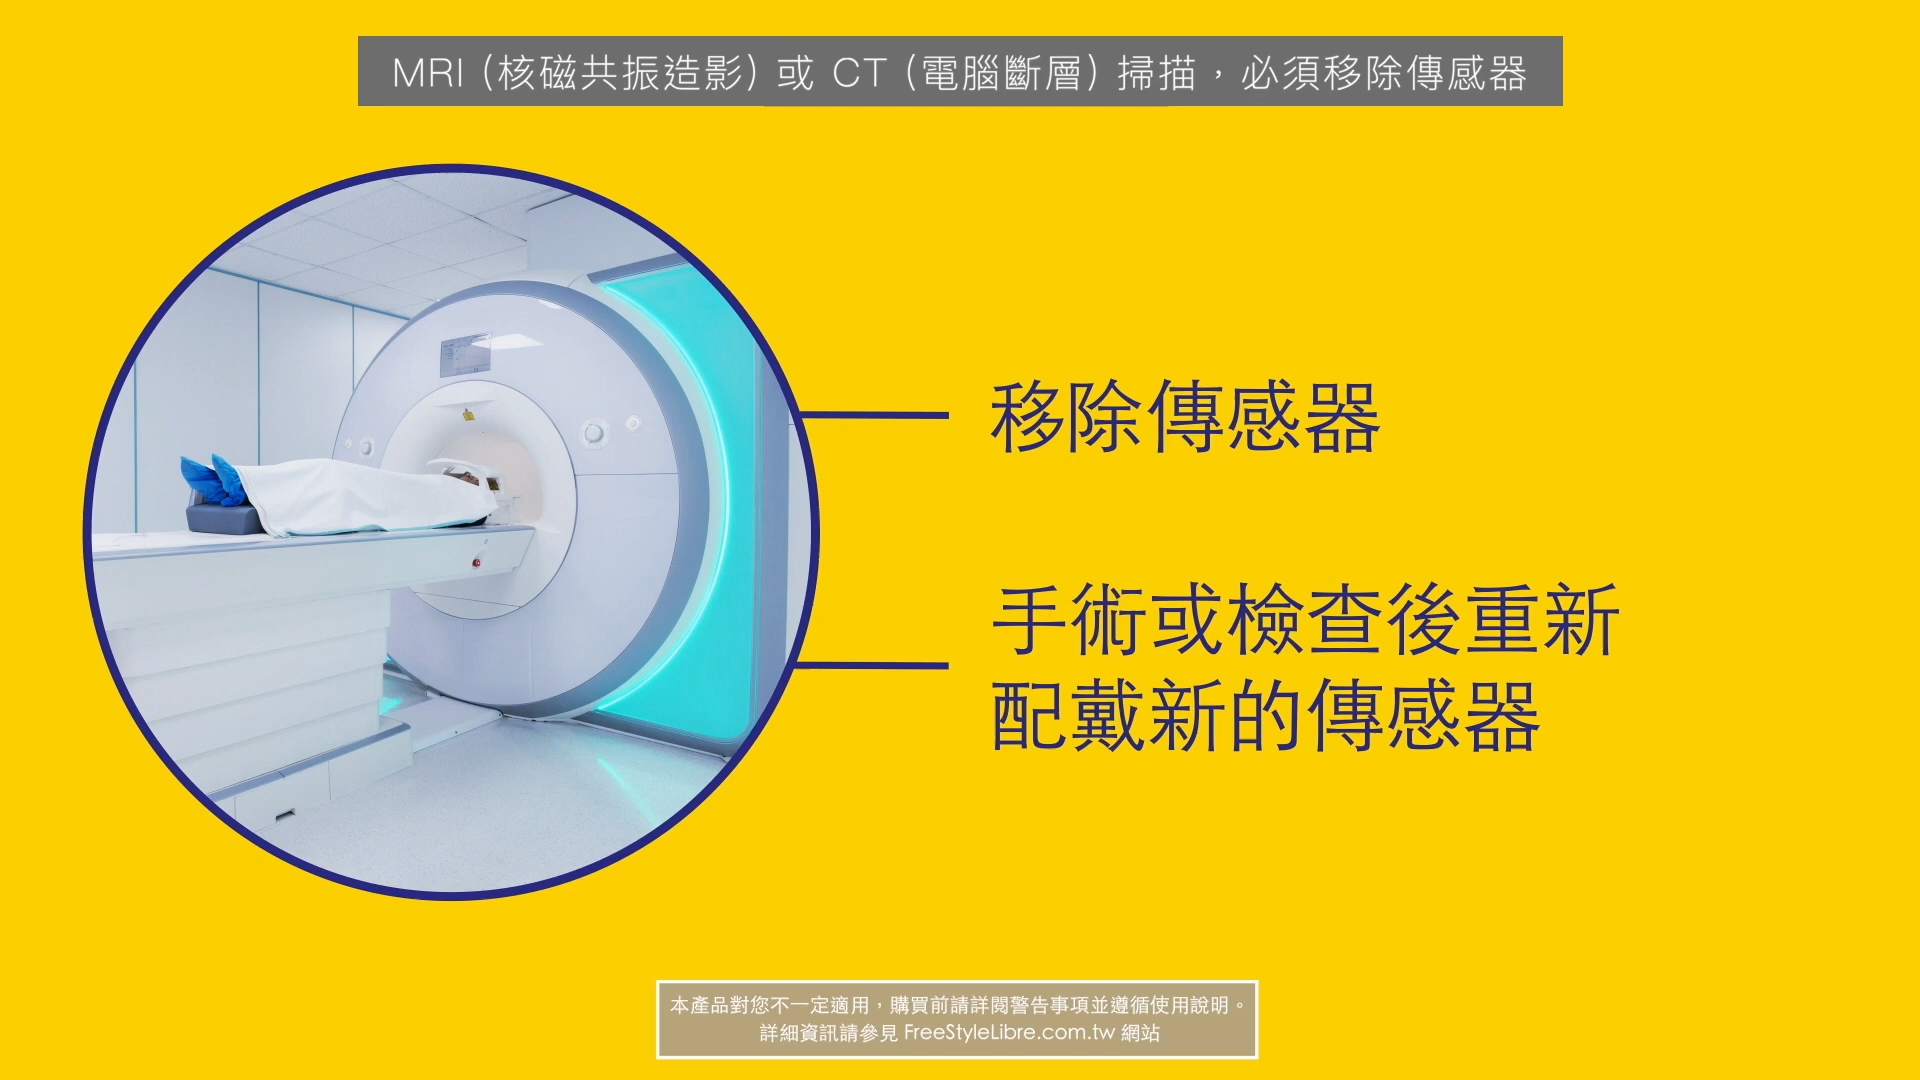 MRI (核磁共振造影) 或 CT (電腦斷層) 掃描，必須移除傳感器
移除傳感器
手術或檢查後重新
配戴新的傳感器
本產品對您不一定適用，購買前請詳閱警告事項並遵循使用說明。
詳細資訊請參見 FreeStyleLibre.com.tw 網站